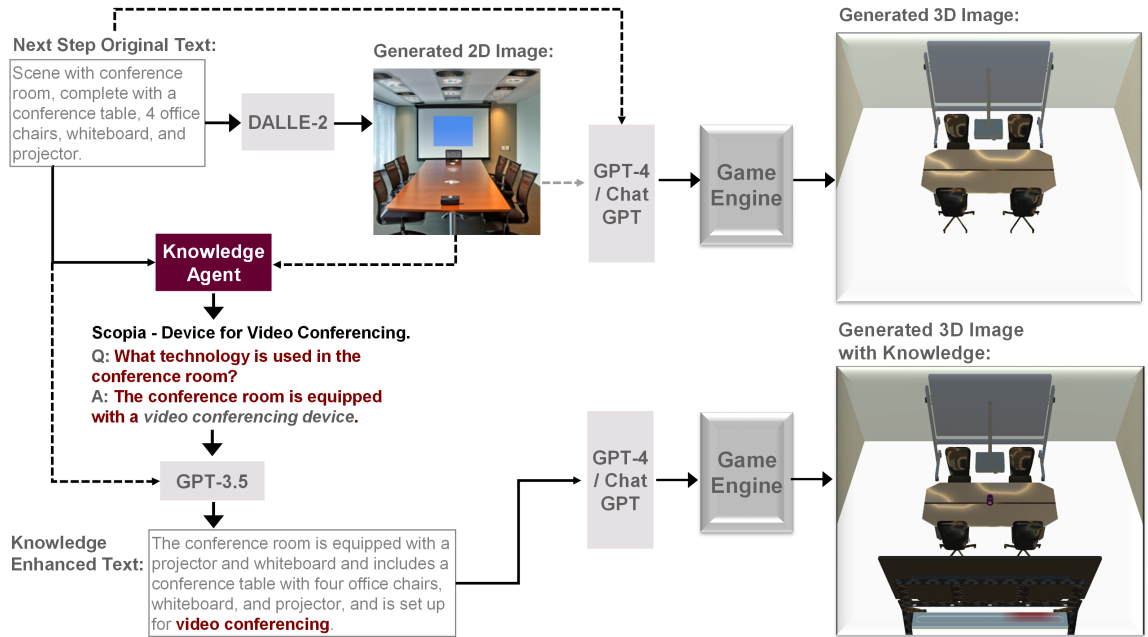 Next Step Original Text:
Scene with conference
room, complete with a
conference table, 4 office
chairs, whiteboard, and
projector.
DALLE-2
Generated 2D Image:
GPT-4
/ Chat
GPT
Game
Engine
Generated 3D Image:
Knowledge
Agent
Scopia - Device for Video Conferencing.
Q: What technology is used in the
conference room?
A: The conference room is equipped
with a video conferencing device.
GPT-3.5
Knowledge
Enhanced Text:
The conference room is equipped with a
projector and whiteboard and includes a
conference table with four office chairs,
whiteboard, and projector, and is set up
for video conferencing.
GPT-4
/ Chat
GPT
Game
Engine
Generated 3D Image
with Knowledge: